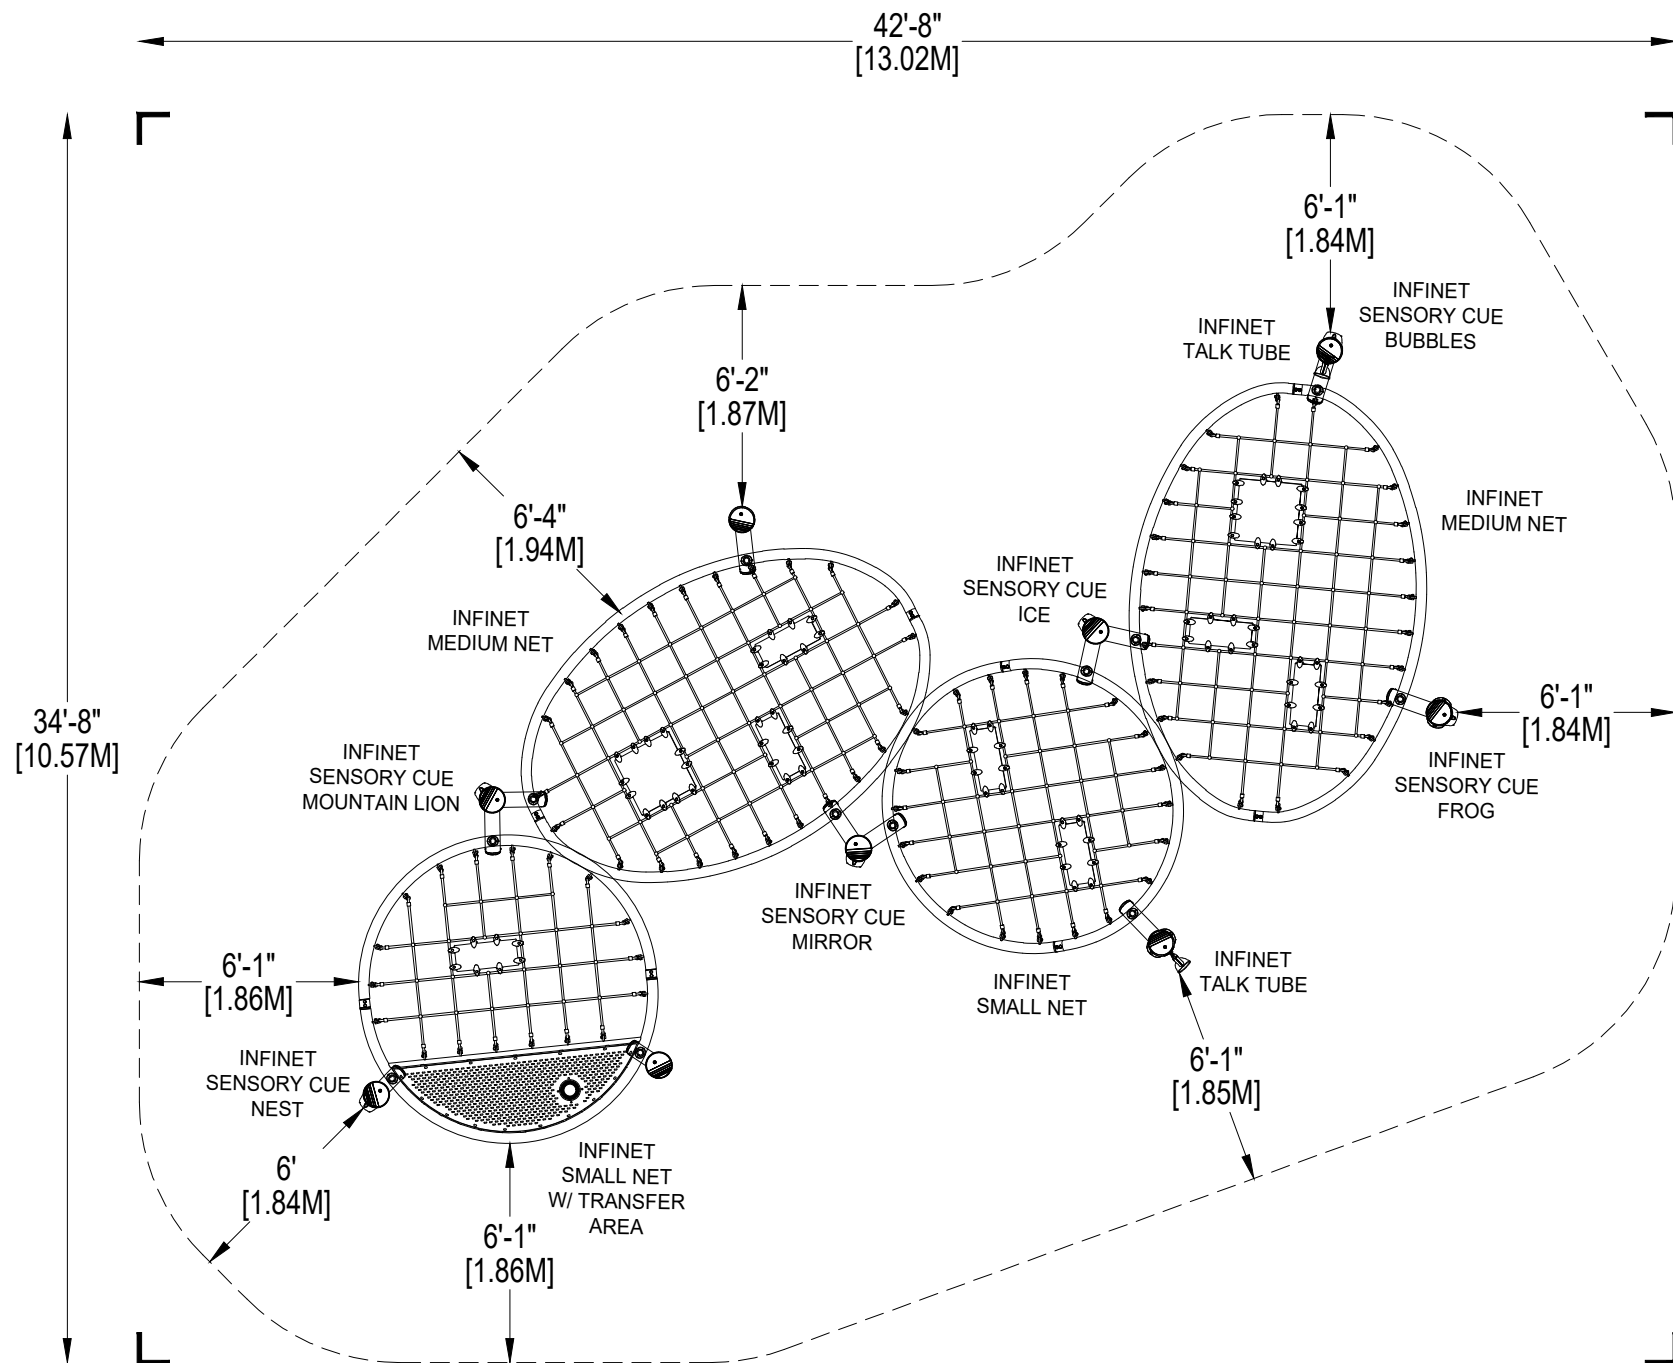 42'-8"
[13.02M]
6'-1"
[1.84M]
INFINET
SENSORY CUE
BUBBLES
INFINET
TALK TUBE
6'-2"
[1.87M]
6'-4"
[1.94M]
INFINET
MEDIUM NET
INFINET
SENSORY CUE
ICE
INFINET
MEDIUM NET
34'-8"
[10.57M]
6'-1"
[1.84M]
INFINET
SENSORY CUE
MOUNTAIN LION
INFINET
SENSORY CUE
FROG
INFINET
SENSORY CUE
MIRROR
INFINET
TALK TUBE
6'-1"
[1.86M]
INFINET
SMALL NET
INFINET
SENSORY CUE
NEST
6'-1"
[1.85M]
INFINET
SMALL NET
W/ TRANSFER
AREA
6'
[1.84M]
6'-1"
[1.86M]